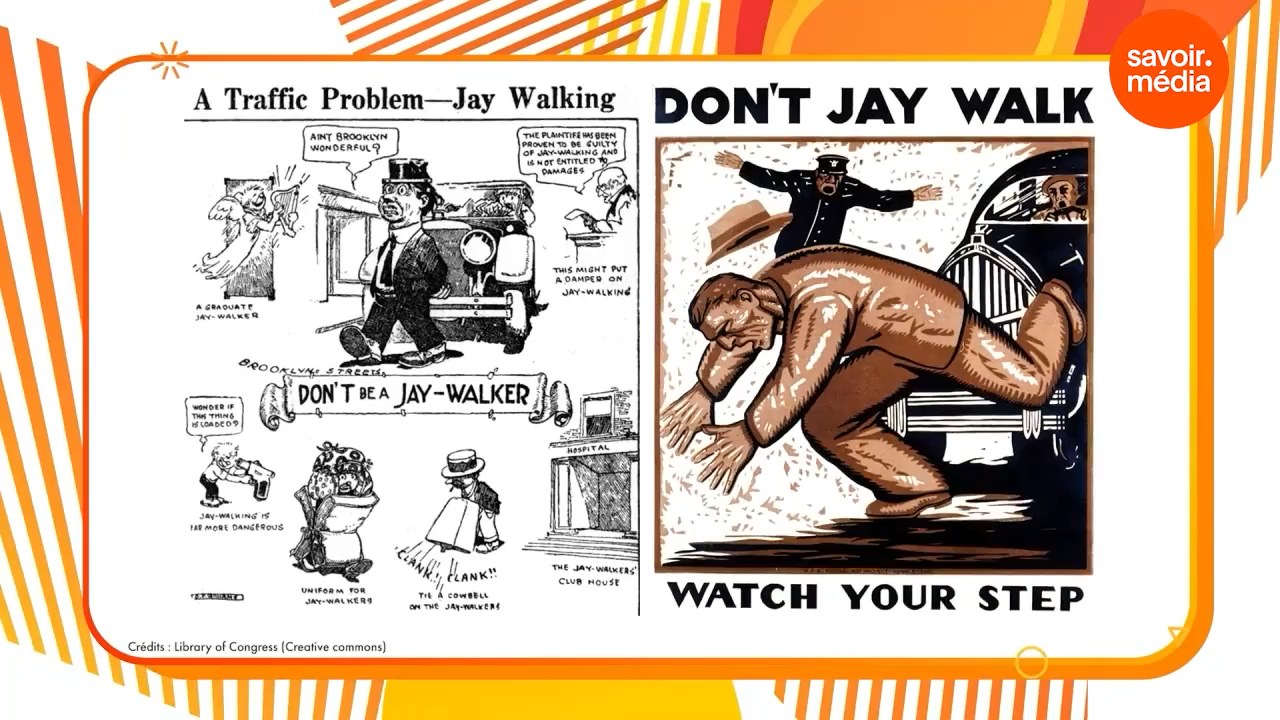 savoir.
média
A Traffic Problem—Jay Walking
AINT BROOKLYN
WONDERFUL?
THE PLAINTIFF HAS BEEN
PROVEN TO BE GUILTY
OF JAY-WALKING AND
IS NOT ENTITLED TO
DAMAGES
A GRADUATE
JAY-WALKER
THIS MIGHT PUT
A DAMPER ON
JAY-WALKING
BROOKLYN STREETS
DON'T BE A JAY-WALKER
WONDER IF
THIS THING
IS LOADED?
JAY-WALKING IS
FAR MORE DANGEROUS
UNIFORM FOR
JAY-WALKERS
CLANK! CLANK!!
TIE A COWBELL
ON THE JAY-WALKERS
HOSPITAL
THE JAY-WALKERS'
CLUB HOUSE
DON'T JAY WALK
WATCH YOUR STEP
Crédits : Library of Congress (Creative commons)